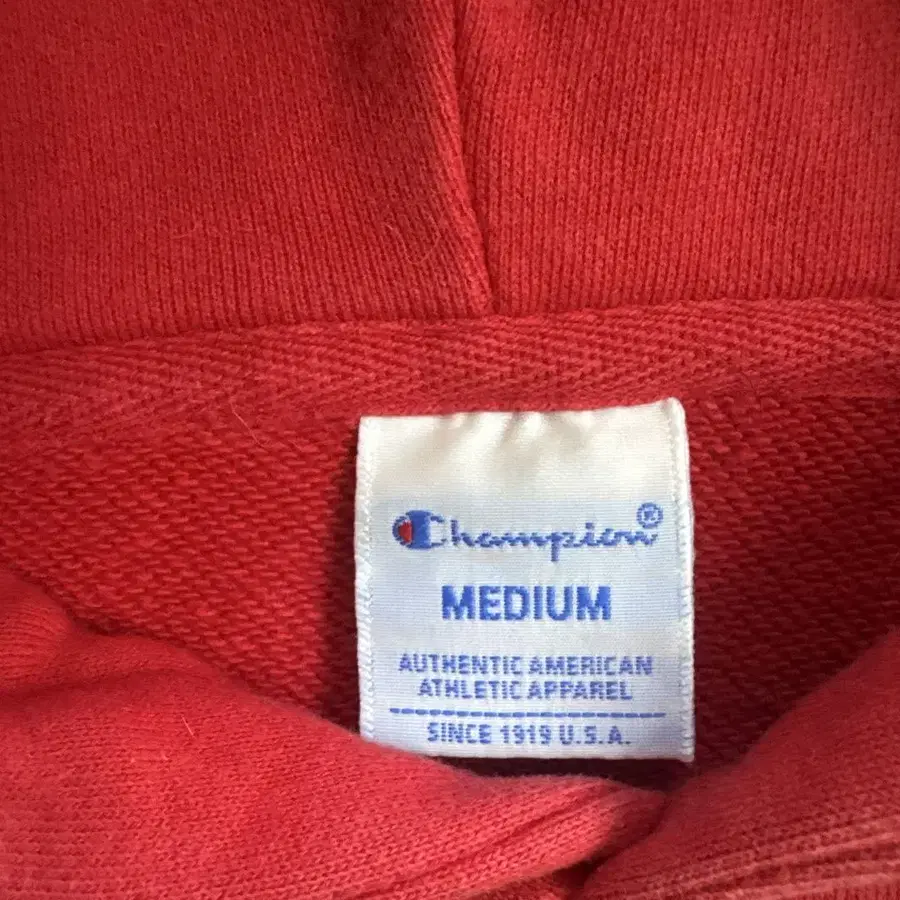 Champion®
MEDIUM
AUTHENTIC AMERICAN
ATHLETIC APPAREL
SINCE 1919 U.S.A.